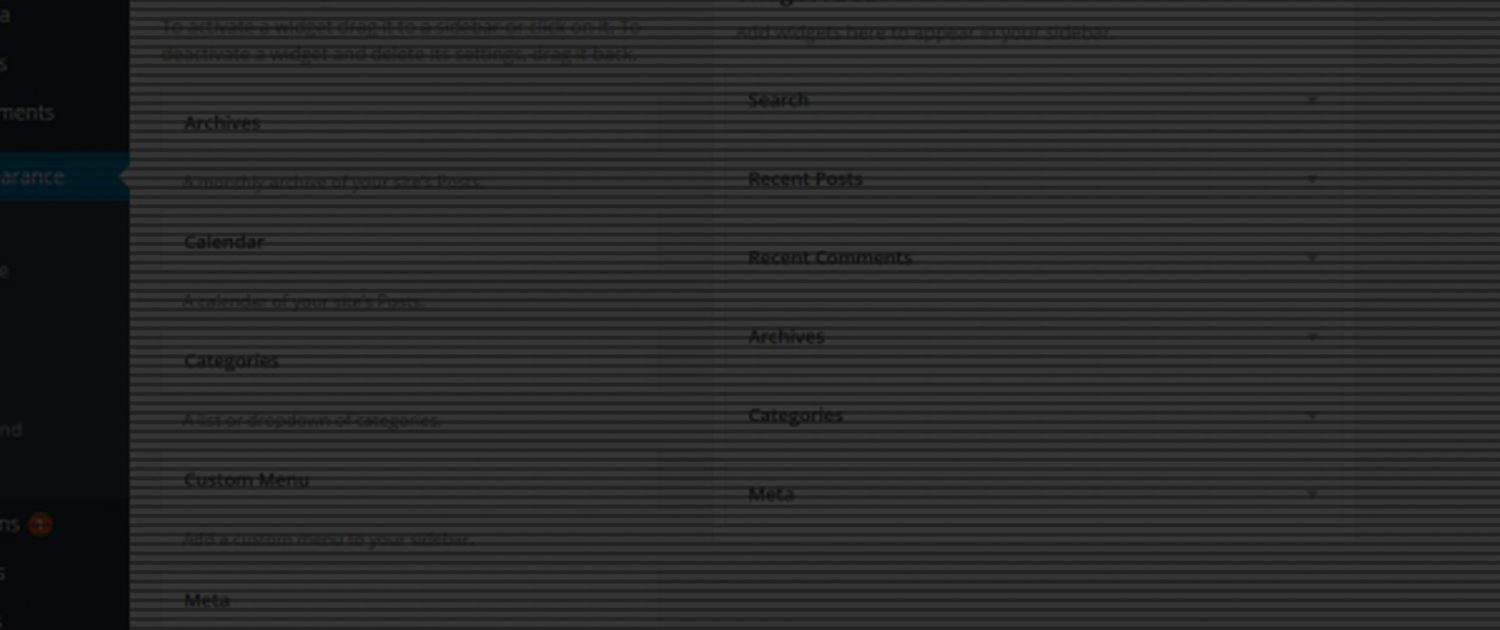 a
s
ments
earance
e
nd
ns 1
s
To activate a widget drag it to a sidebar or click on it. To
deactivate a widget and delete its settings, drag it back.
Archives
A monthly archive of your site's Posts.
Calendar
A calendar of your site's Posts.
Categories
A list or dropdown of categories.
Custom Menu
Add a custom menu to your sidebar.
Meta
Add widgets here to appear in your sidebar.
Search
Recent Posts
Recent Comments
Archives
Categories
Meta